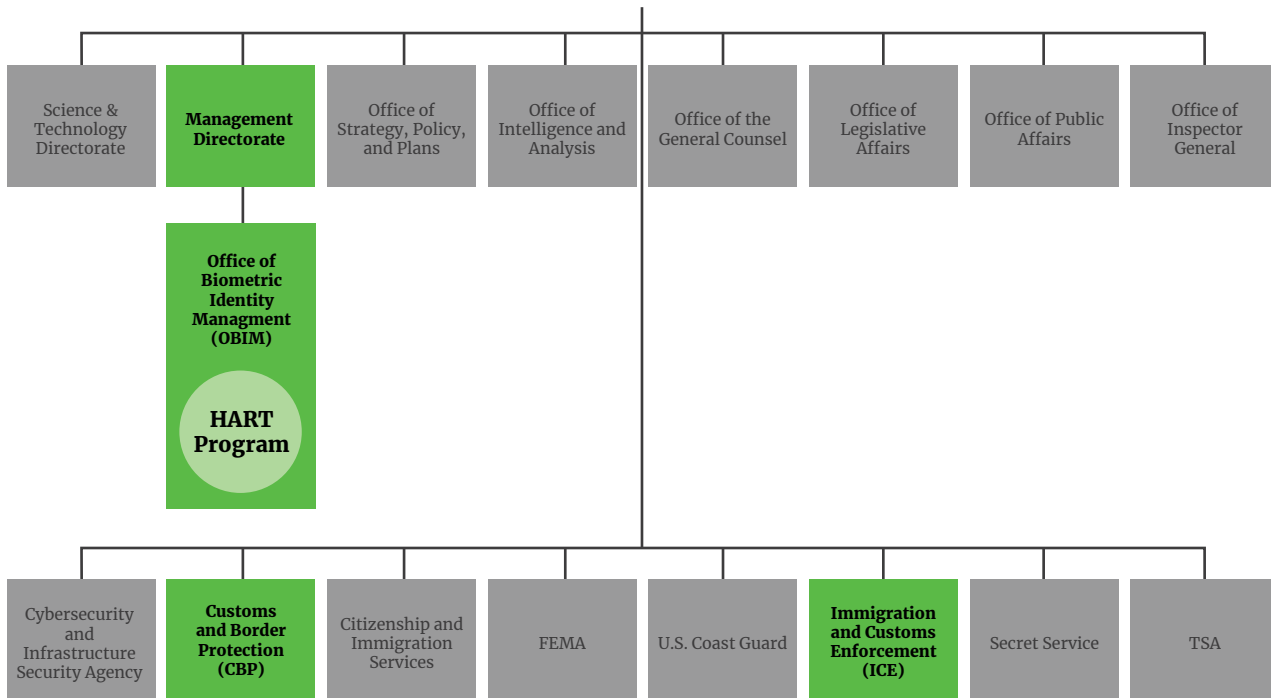 Science &
Technology
Directorate
Management
Directorate
Office of
Strategy, Policy,
and Plans
Office of
Intelligence and
Analysis
Office of the
General Counsel
Office of
Legislative
Affairs
Office of Public
Affairs
Office of
Inspector
General
Office of
Biometric
Identity
Managment
(OBIM)
HART
Program
Cybersecurity
and
Infrastructure
Security Agency
Customs
and Border
Protection
(CBP)
Citizenship and
Immigration
Services
FEMA
U.S. Coast Guard
Immigration
and Customs
Enforcement
(ICE)
Secret Service
TSA